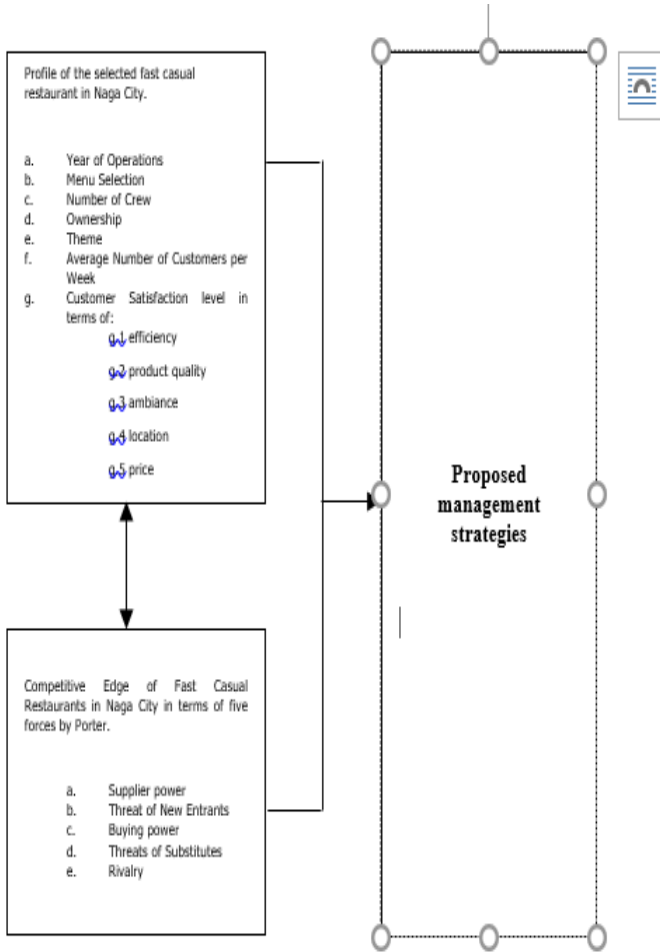 Profile of the selected fast casual
restaurant in Naga City.
a. Year of Operations
b. Menu Selection
c. Number of Crew
d. Ownership
e. Theme
f. Average Number of Customers per
Week
g. Customer Satisfaction level in
terms of:
g.1 efficiency
g.2 product quality
g.3 ambiance
g.4 location
g.5 price
Competitive Edge of Fast Casual
Restaurants in Naga City in terms of five
forces by Porter.
a. Supplier power
b. Threat of New Entrants
c. Buying power
d. Threats of Substitutes
e. Rivalry
Proposed
management
strategies